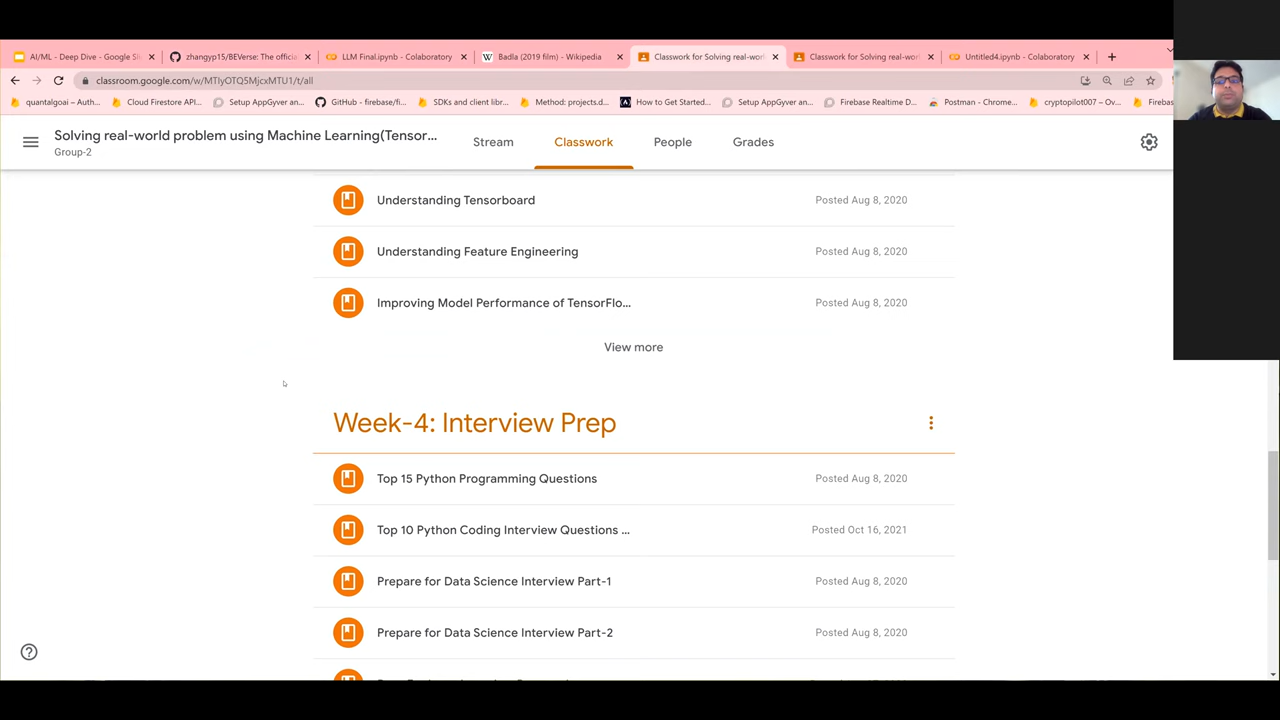 AI/ML - Deep Dive - Google Sl
zhangyp15/BEVerse: The offici
LLM Final.ipynb - Colaboratory
Badla (2019 film) - Wikipedia
Classwork for Solving real-wor
Classwork for Solving real-wor
Untitled4.ipynb - Colaboratory
classroom.google.com/w/MTIyOTQ5MjcxMTU1/t/all
quantalgoai – Auth...
Cloud Firestore API...
Setup AppGyver an...
GitHub - firebase/fi...
SDKs and client libr...
Method: projects.d...
How to Get Started...
Setup AppGyver an...
Firebase Realtime D...
Postman - Chrome...
cryptopilot007 – Ov...
Firebas
Solving real-world problem using Machine Learning(Tensor...
Group-2
Stream
Classwork
People
Grades
Understanding Tensorboard
Posted Aug 8, 2020
Understanding Feature Engineering
Posted Aug 8, 2020
Improving Model Performance of TensorFlo...
Posted Aug 8, 2020
View more
Week-4: Interview Prep
Top 15 Python Programming Questions
Posted Aug 8, 2020
Top 10 Python Coding Interview Questions ...
Posted Oct 16, 2021
Prepare for Data Science Interview Part-1
Posted Aug 8, 2020
Prepare for Data Science Interview Part-2
Posted Aug 8, 2020